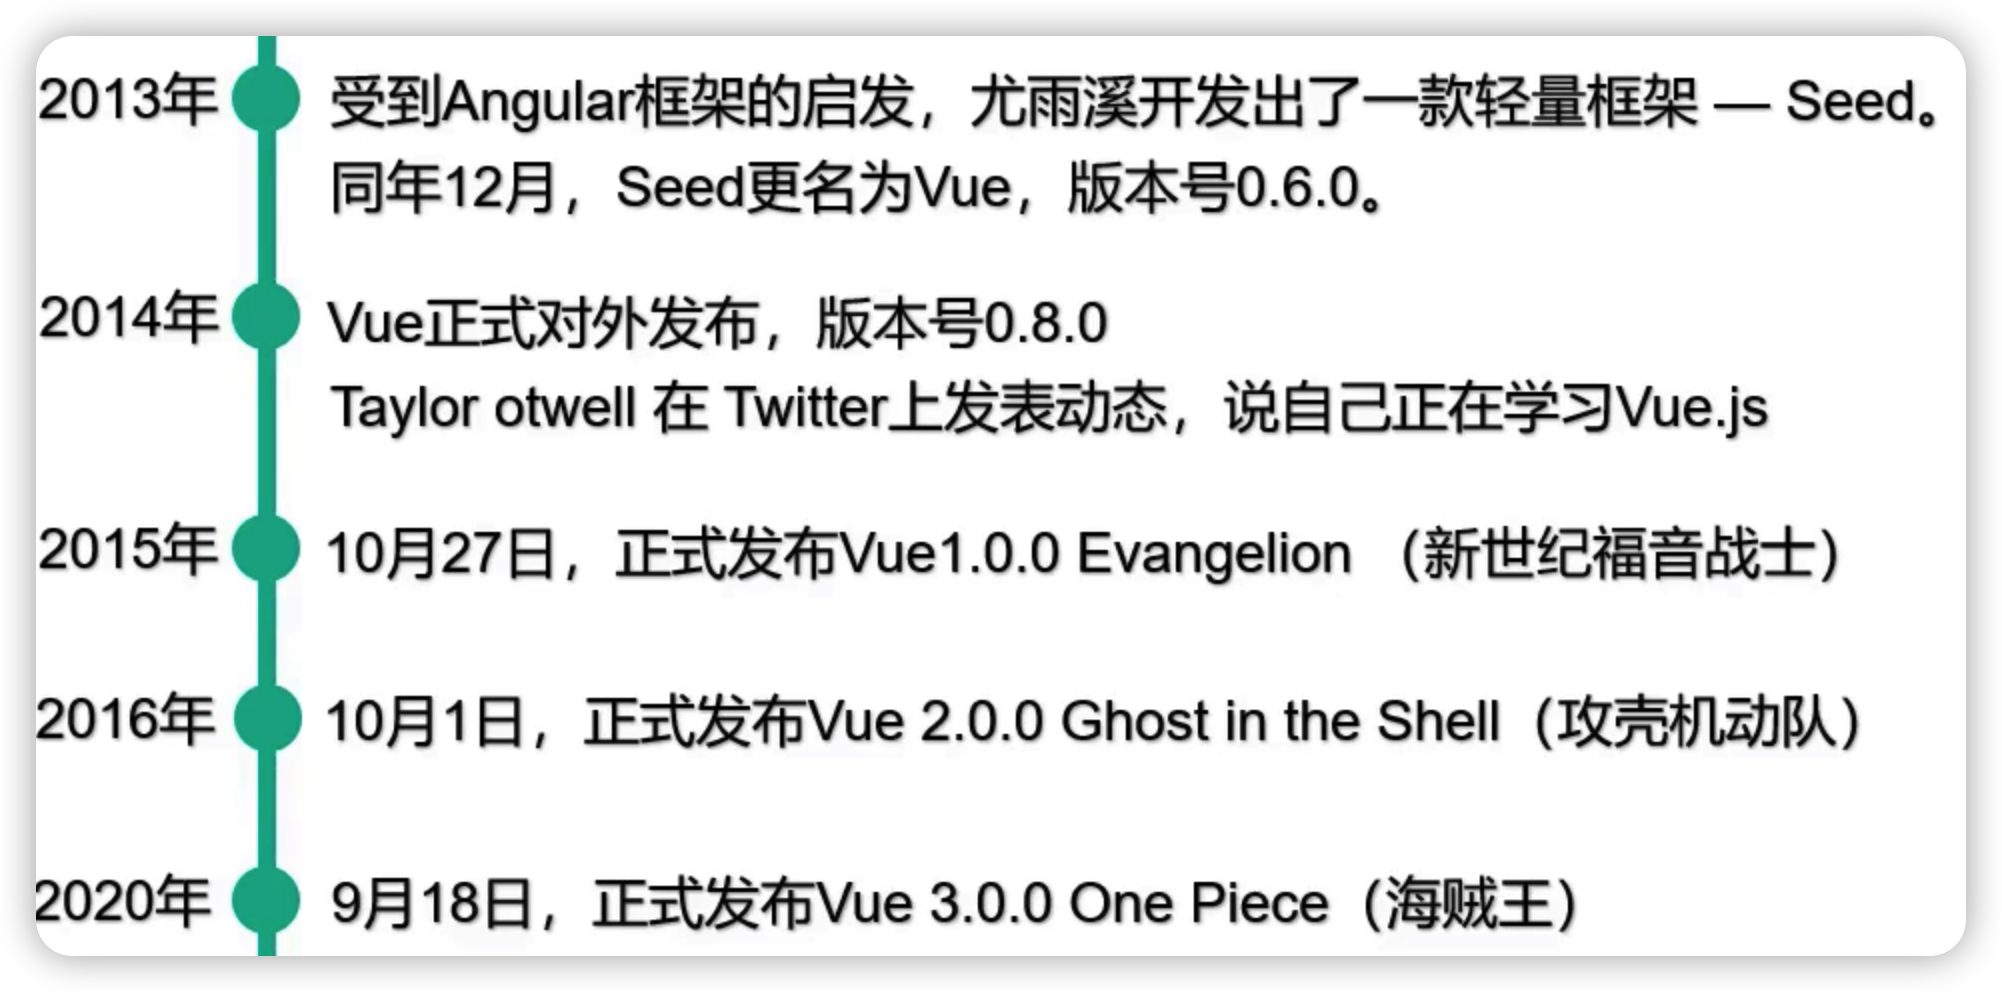 2013年 受到Angular框架的启发，尤雨溪开发出了一款轻量框架 — Seed。
同年12月，Seed更名为Vue，版本号0.6.0。
2014年 Vue正式对外发布，版本号0.8.0
Taylor otwell 在 Twitter上发表动态，说自己正在学习Vue.js
2015年 10月27日，正式发布Vue1.0.0 Evangelion （新世纪福音战士）
2016年 10月1日，正式发布Vue 2.0.0 Ghost in the Shell（攻壳机动队）
2020年 9月18日，正式发布Vue 3.0.0 One Piece（海贼王）